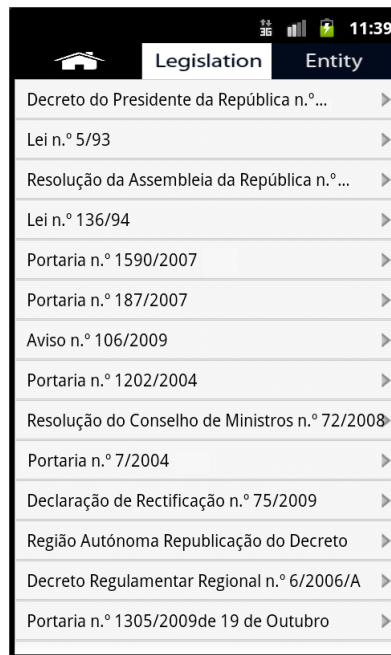 3G 11:39
Legislation Entity
Decreto do Presidente da República n.º...
Lei n.º 5/93
Resolução da Assembleia da República n.º...
Lei n.º 136/94
Portaria n.º 1590/2007
Portaria n.º 187/2007
Aviso n.º 106/2009
Portaria n.º 1202/2004
Resolução do Conselho de Ministros n.º 72/2008
Portaria n.º 7/2004
Declaração de Rectificação n.º 75/2009
Região Autónoma Republicação do Decreto
Decreto Regulamentar Regional n.º 6/2006/A
Portaria n.º 1305/2009de 19 de Outubro